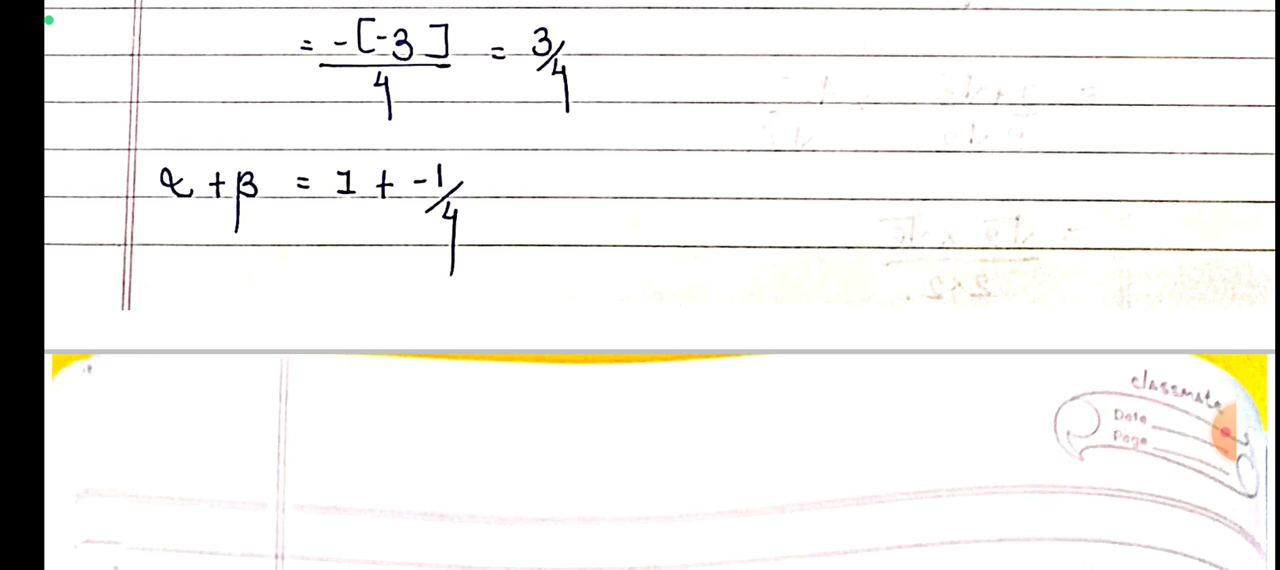 = -[-3]/4 = 3/4
α + β = 1 + -1/4
classmate
Date
Page